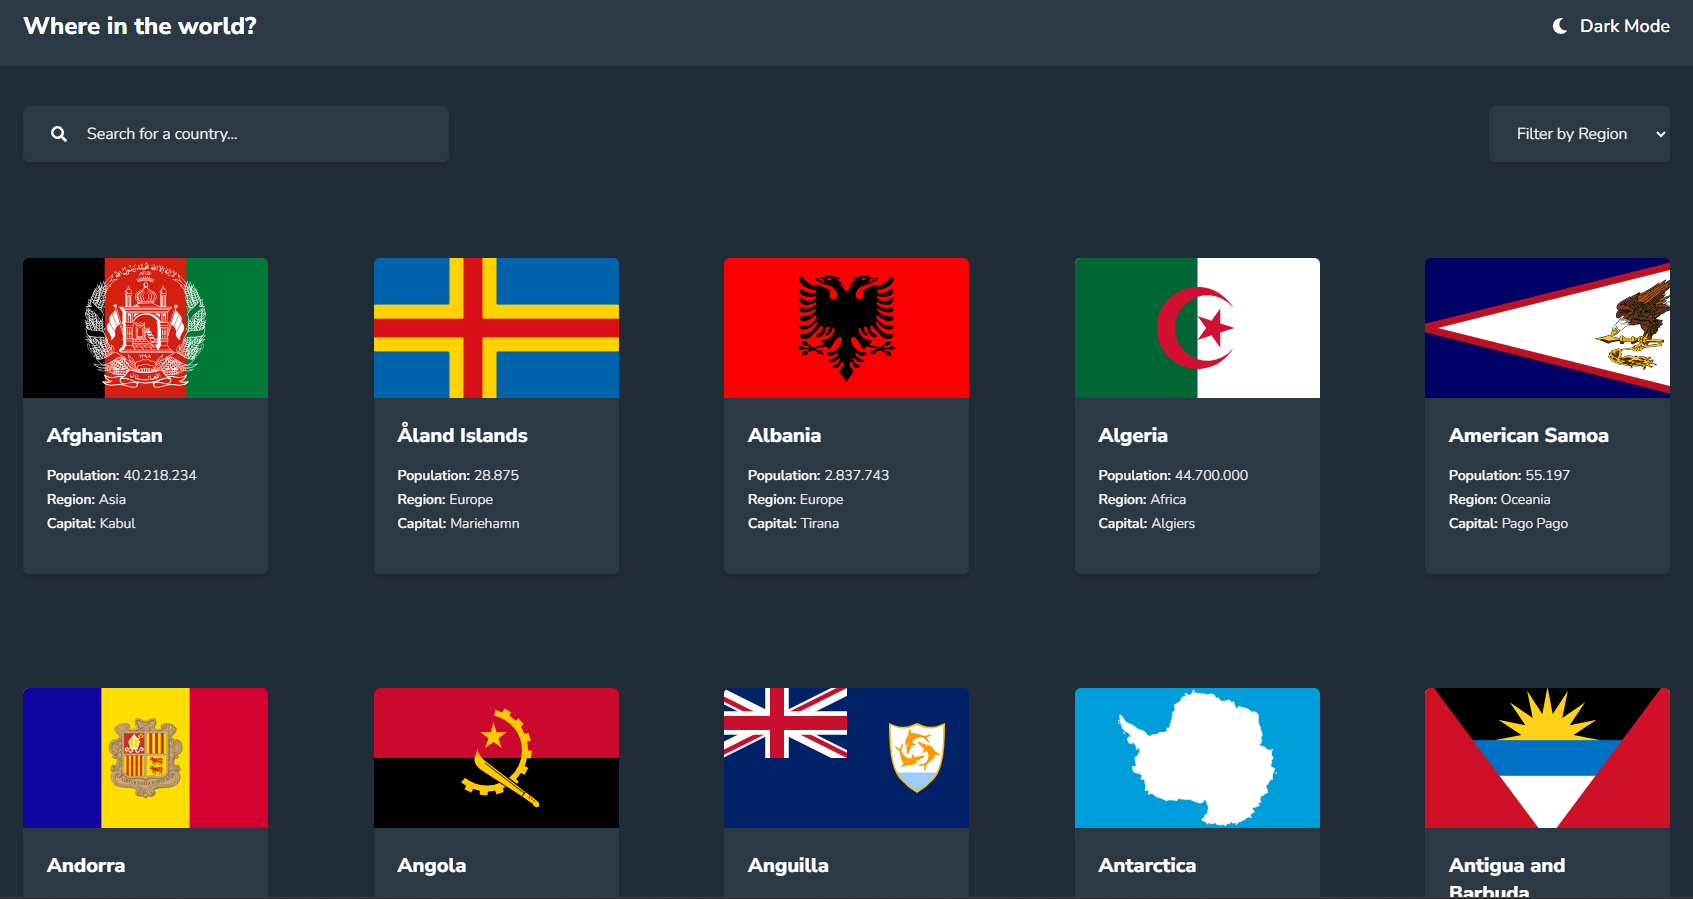 Where in the world?
Dark Mode
Search for a country...
Filter by Region
Afghanistan
Population: 40.218.234
Region: Asia
Capital: Kabul
Åland Islands
Population: 28.875
Region: Europe
Capital: Mariehamn
Albania
Population: 2.837.743
Region: Europe
Capital: Tirana
Algeria
Population: 44.700.000
Region: Africa
Capital: Algiers
American Samoa
Population: 55.197
Region: Oceania
Capital: Pago Pago
Andorra
Angola
Anguilla
Antarctica
Antigua and
Barbuda